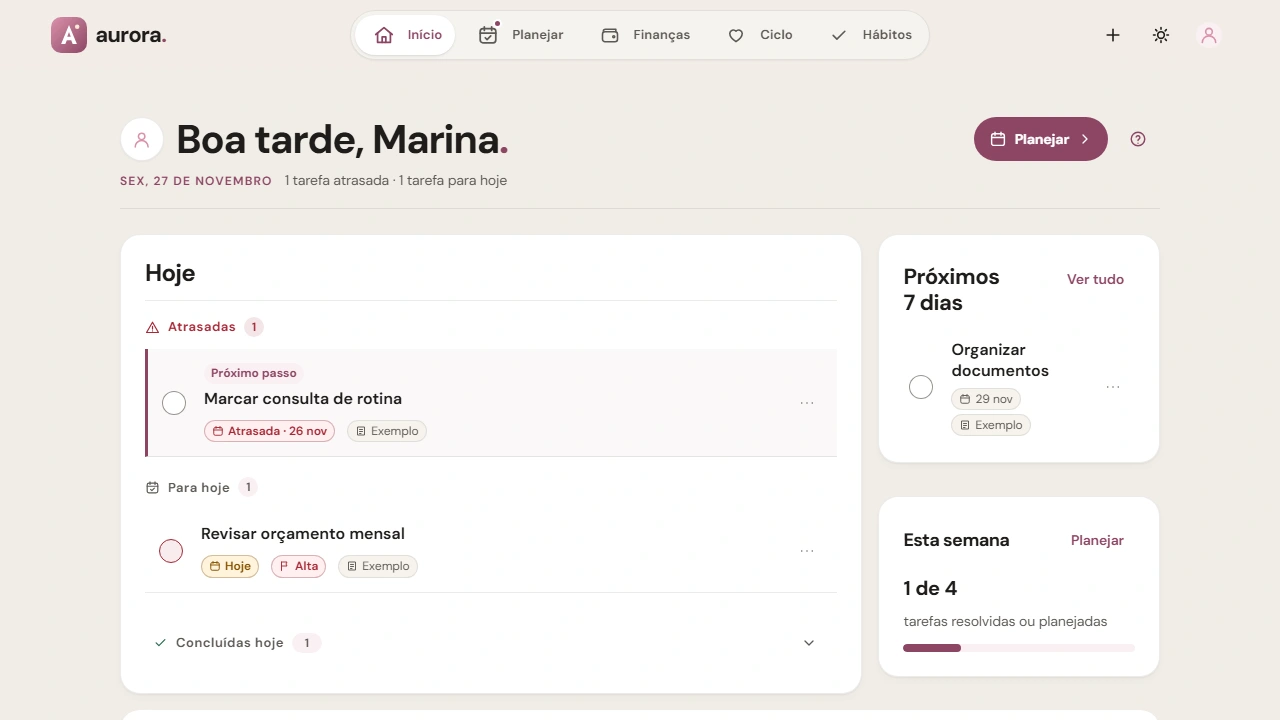 aurora.
Início
Planejar
Finanças
Ciclo
Hábitos
Boa tarde, Marina.
Planejar
SEX, 27 DE NOVEMBRO
1 tarefa atrasada · 1 tarefa para hoje
Hoje
Atrasadas 1
Próximo passo
Marcar consulta de rotina
Atrasada · 26 nov
Exemplo
Para hoje 1
Revisar orçamento mensal
Hoje
Alta
Exemplo
Concluídas hoje 1
Próximos
7 dias
Ver tudo
Organizar
documentos
29 nov
Exemplo
Esta semana
Planejar
1 de 4
tarefas resolvidas ou planejadas